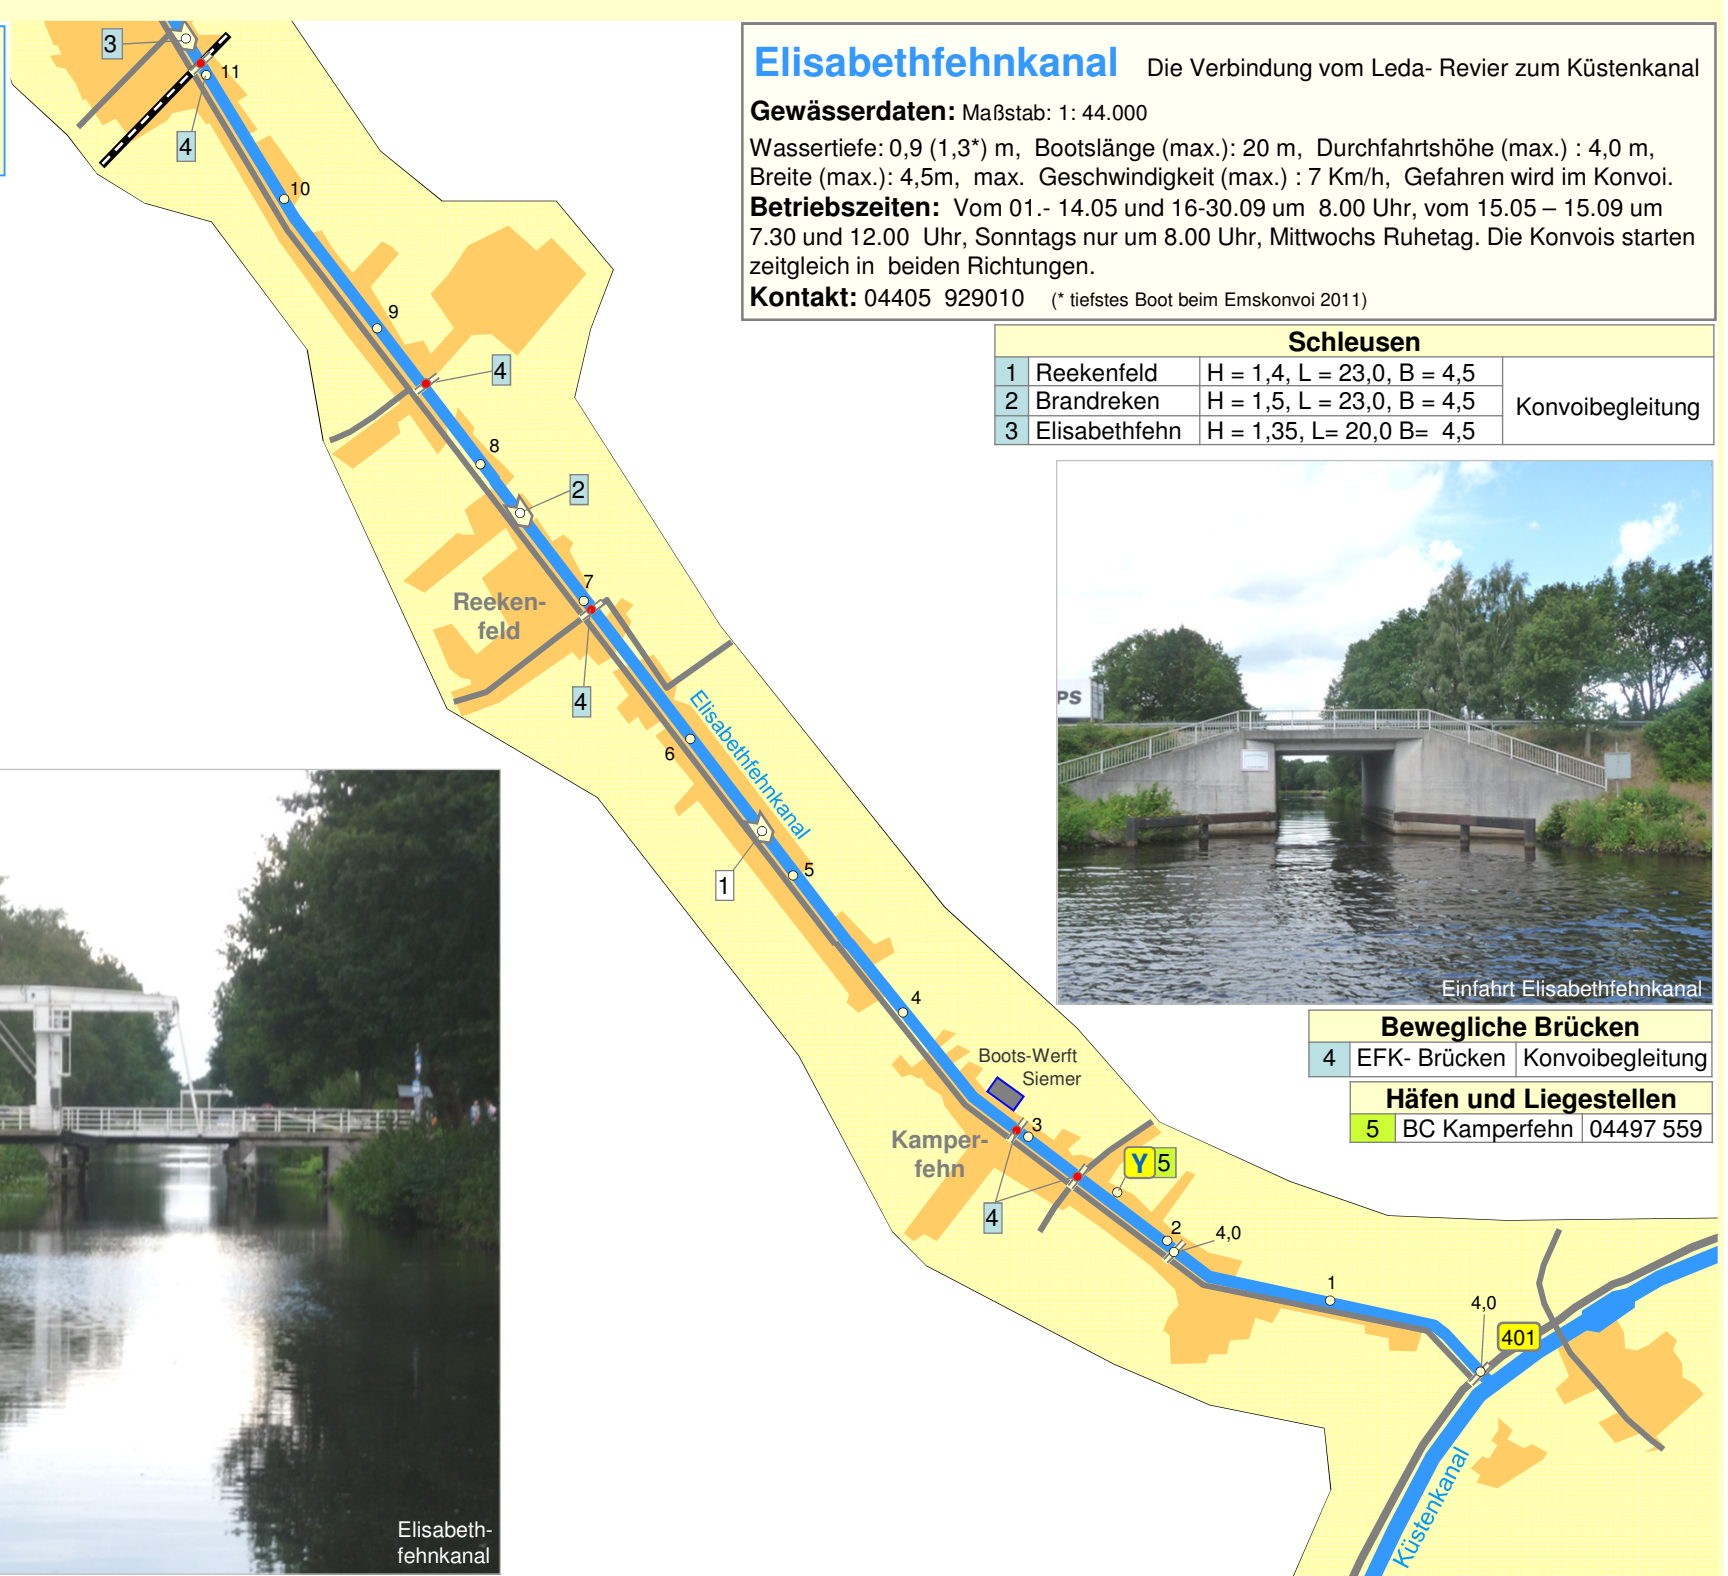 Elisabethfehnkanal Die Verbindung vom Leda- Revier zum Küstenkanal
Gewässerdaten: Maßstab: 1: 44.000
Wassertiefe: 0,9 (1,3*) m, Bootslänge (max.): 20 m, Durchfahrtshöhe (max.) : 4,0 m,
Breite (max.): 4,5m, max. Geschwindigkeit (max.) : 7 Km/h, Gefahren wird im Konvoi.
Betriebszeiten: Vom 01.- 14.05 und 16-30.09 um 8.00 Uhr, vom 15.05 – 15.09 um
7.30 und 12.00 Uhr, Sonntags nur um 8.00 Uhr, Mittwochs Ruhetag. Die Konvois starten
zeitgleich in beiden Richtungen.
Kontakt: 04405 929010 (* tiefstes Boot beim Emskonvoi 2011)
Schleusen
1 Reekenfeld H = 1,4, L = 23,0, B = 4,5
2 Brandreken H = 1,5, L = 23,0, B = 4,5
Konvoibegleitung
3 Elisabethfehn H = 1,35, L= 20,0 B= 4,5
3
11
4
10
9
4
8
2
7
Reeken-
feld
4
Elisabethfehnkanal
6
5
1
4
Boots-Werft
Siemer
3
Kamper-
fehn
Y 5
4
2
4,0
1
4,0
401
Küstenkanal
PS
Einfahrt Elisabethfehnkanal
Bewegliche Brücken
4 EFK- Brücken Konvoibegleitung
Häfen und Liegestellen
5 BC Kamperfehn 04497 559
Elisabeth-
fehnkanal